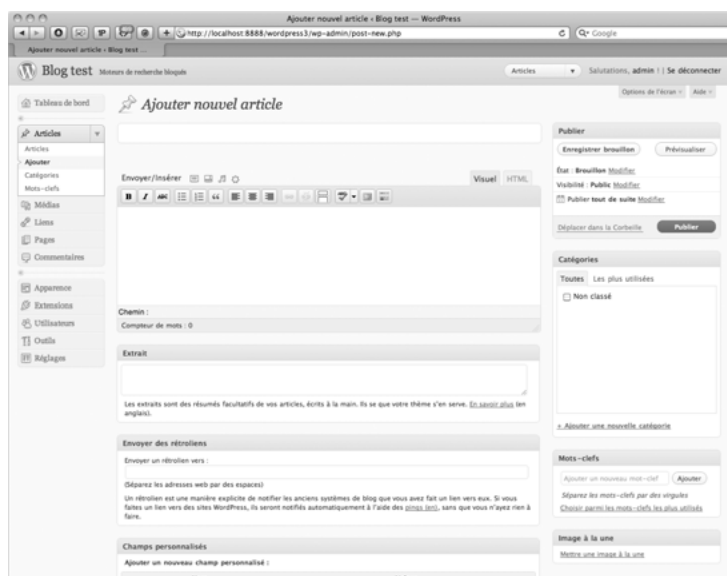 Ajouter nouvel article ‹ Blog test — WordPress
http://localhost:8888/wordpress3/wp-admin/post-new.php
Google
Ajouter nouvel article ‹ Blog test ...
Blog test Moteurs de recherche bloqués
Articles
Salutations, admin ! | Se déconnecter
Options de l'écran Aide
Tableau de bord
Articles
Articles
Ajouter
Catégories
Mots-clefs
Médias
Liens
Pages
Commentaires
Apparence
Extensions
Utilisateurs
Outils
Réglages
Ajouter nouvel article
Envoyer/Insérer
Visuel HTML
B I ABC
Chemin :
Compteur de mots : 0
Extrait
Les extraits sont des résumés facultatifs de vos articles, écrits à la main. Ils se que votre thème s'en serve. En savoir plus (en
anglais).
Envoyer des rétroliens
Envoyer un rétrolien vers :
(Séparez les adresses web par des espaces)
Un rétrolien est une manière explicite de notifier les anciens systèmes de blog que vous avez fait un lien vers eux. Si vous
faites un lien vers des sites WordPress, ils seront notifiés automatiquement à l'aide des pings (en), sans que vous n'ayez rien à
faire.
Champs personnalisés
Ajouter un nouveau champ personnalisé :
Publier
Enregistrer brouillon Prévisualiser
État : Brouillon Modifier
Visibilité : Public Modifier
Publier tout de suite Modifier
Déplacer dans la Corbeille Publier
Catégories
Toutes Les plus utilisées
Non classé
+ Ajouter une nouvelle catégorie
Mots-clefs
Ajouter un nouveau mot-clef Ajouter
Séparez les mots-clefs par des virgules
Choisir parmi les mots-clefs les plus utilisés
Image à la une
Mettre une image à la une